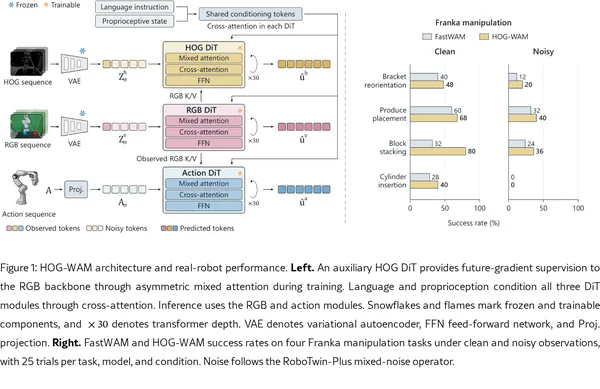 Frozen Trainable
Language instruction
Proprioceptive state
Shared conditioning tokens
Cross-attention in each DiT
HOG DiT
Mixed attention
Cross-attention
FFN
×30
HOG sequence
VAE
RGB K/V
RGB DiT
Mixed attention
Cross-attention
FFN
×30
RGB sequence
VAE
Observed RGB K/V
Action DiT
Mixed attention
Cross-attention
FFN
×30
A
Proj.
Action sequence
Observed tokens Noisy tokens Predicted tokens
Franka manipulation
FastWAM HOG-WAM
Clean Noisy
Bracket
reorientation
40
48
12
20
Produce
placement
60
68
32
40
Block
stacking
32
80
24
36
Cylinder
insertion
28
40
0
0
0 50 100 0 50 100
Success rate (%)
Figure 1: HOG-WAM architecture and real-robot performance. Left. An auxiliary HOG DiT provides future-gradient supervision to
the RGB backbone through asymmetric mixed attention during training. Language and proprioception condition all three DiT
modules through cross-attention. Inference uses the RGB and action modules. Snowflakes and flames mark frozen and trainable
components, and ×30 denotes transformer depth. VAE denotes variational autoencoder, FFN feed-forward network, and Proj.
projection. Right. FastWAM and HOG-WAM success rates on four Franka manipulation tasks under clean and noisy observations,
with 25 trials per task, model, and condition. Noise follows the RoboTwin-Plus mixed-noise operator.